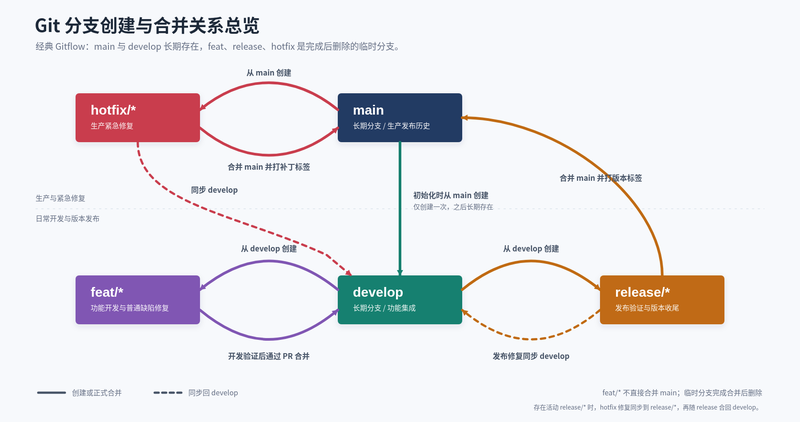 Git 分支创建与合并关系总览
经典 Gitflow：main 与 develop 长期存在，feat、release、hotfix 是完成后删除的临时分支。
从 main 创建
hotfix/*
生产紧急修复
main
长期分支 / 生产发布历史
合并 main 并打补丁标签
合并 main 并打版本标签
同步 develop
初始化时从 main 创建
仅创建一次，之后长期存在
生产与紧急修复
日常开发与版本发布
从 develop 创建
从 develop 创建
feat/*
功能开发与普通缺陷修复
develop
长期分支 / 功能集成
release/*
发布验证与版本收尾
开发验证后通过 PR 合并
发布修复同步 develop
创建或正式合并
同步回 develop
feat/* 不直接合并 main；临时分支完成合并后删除
存在活动 release/* 时，hotfix 修复同步到 release/*，再随 release 合回 develop。